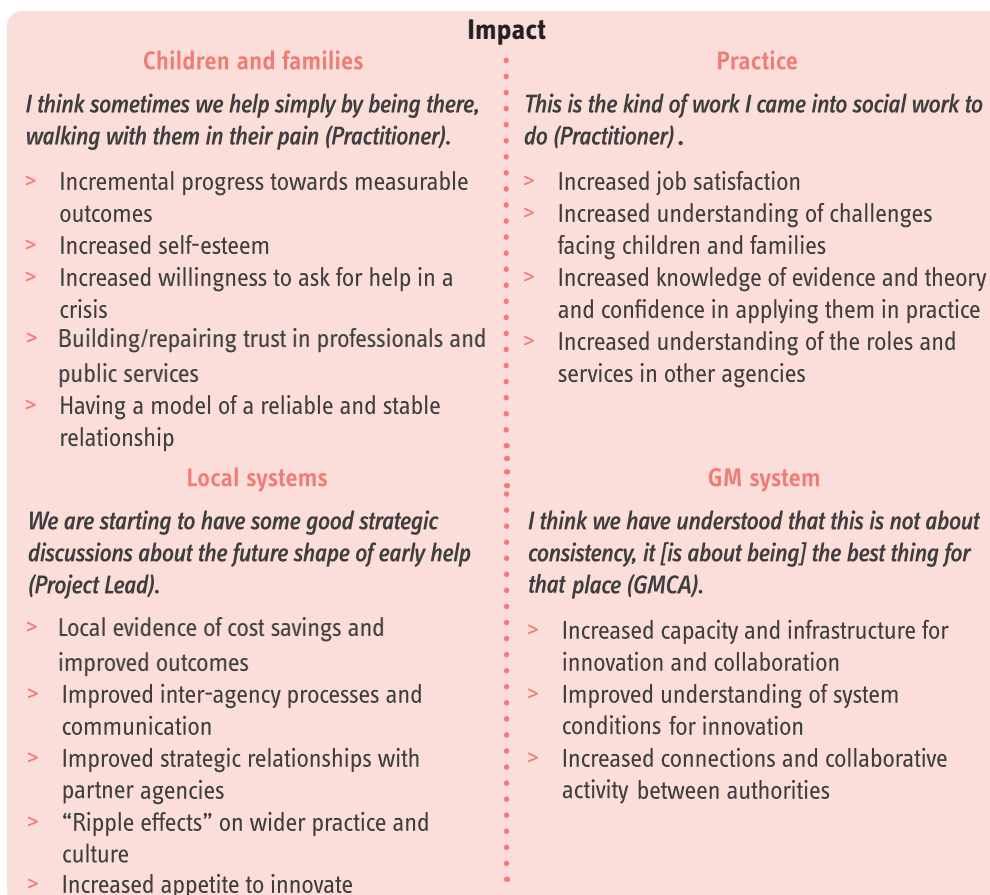 Impact
Children and families
I think sometimes we help simply by being there,
walking with them in their pain (Practitioner).
> Incremental progress towards measurable
outcomes
> Increased self-esteem
> Increased willingness to ask for help in a
crisis
> Building/repairing trust in professionals and
public services
> Having a model of a reliable and stable
relationship
Practice
This is the kind of work I came into social work to
do (Practitioner) .
> Increased job satisfaction
> Increased understanding of challenges
facing children and families
> Increased knowledge of evidence and theory
and confidence in applying them in practice
> Increased understanding of the roles and
services in other agencies
Local systems
We are starting to have some good strategic
discussions about the future shape of early help
(Project Lead).
> Local evidence of cost savings and
improved outcomes
> Improved inter-agency processes and
communication
> Improved strategic relationships with
partner agencies
> “Ripple effects” on wider practice and
culture
> Increased appetite to innovate
GM system
I think we have understood that this is not about
consistency, it [is about being] the best thing for
that place (GMCA).
> Increased capacity and infrastructure for
innovation and collaboration
> Improved understanding of system
conditions for innovation
> Increased connections and collaborative
activity between authorities